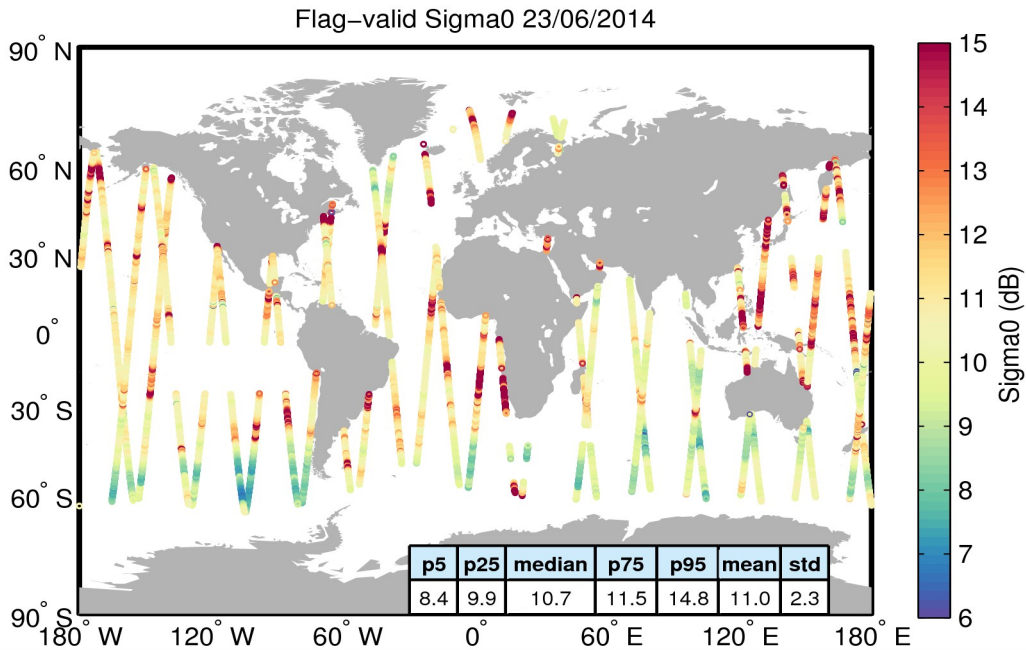 Flag−valid Sigma0 23/06/2014
90° N
60° N
30° N
0°
30° S
60° S
90° S
180° W
120° W
60° W
0°
60° E
120° E
180° E
15
14
13
12
11
10
9
8
7
6
Sigma0 (dB)
p5 p25 median p75 p95 mean std
8.4 9.9 10.7 11.5 14.8 11.0 2.3